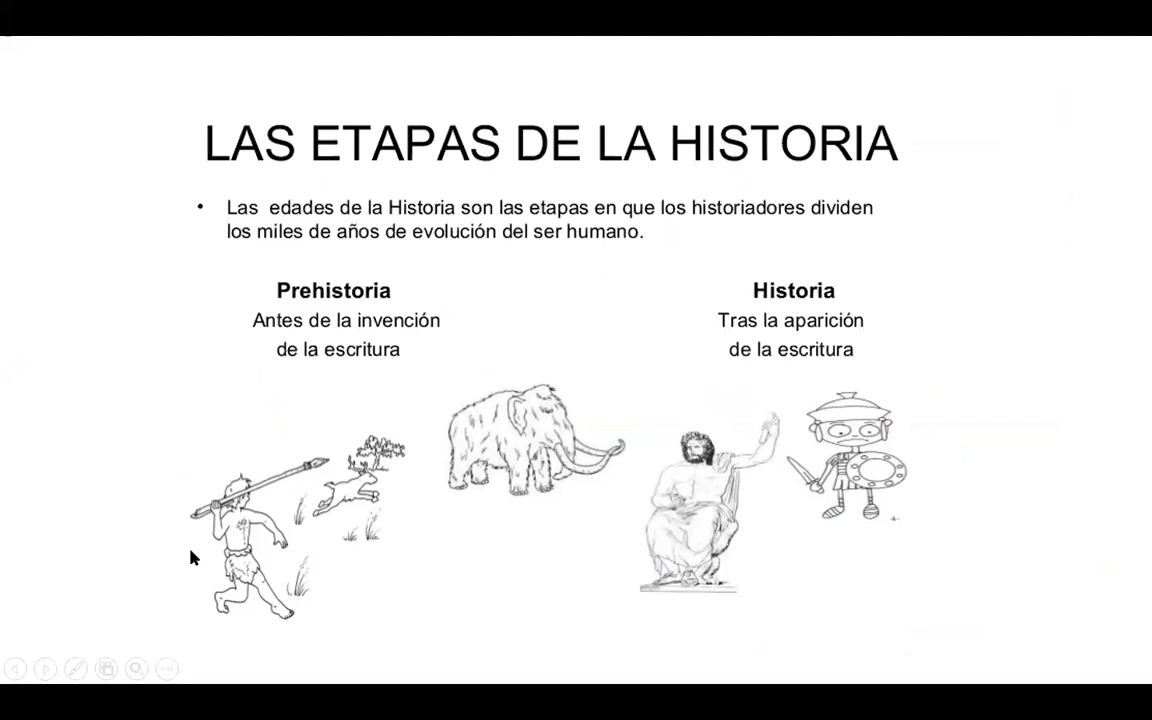 LAS ETAPAS DE LA HISTORIA
• Las edades de la Historia son las etapas en que los historiadores dividen
los miles de años de evolución del ser humano.
Prehistoria
Antes de la invención
de la escritura
Historia
Tras la aparición
de la escritura